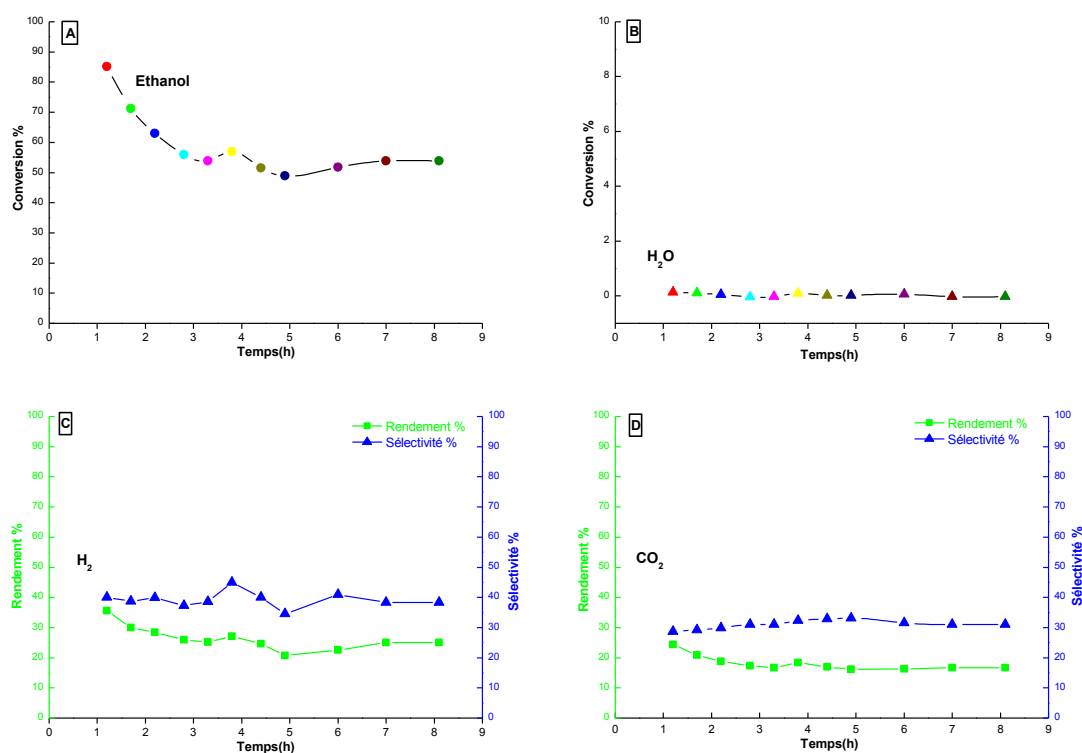 A
Ethanol
Conversion %
100
90
80
70
60
50
40
30
20
10
0
0 1 2 3 4 5 6 7 8 9
Temps(h)
B
H₂O
Conversion %
10
8
6
4
2
0
0 1 2 3 4 5 6 7 8 9
Temps(h)
C
Rendement %
Sélectivité %
H₂
Rendement %
100
90
80
70
60
50
40
30
20
10
0
Sélectivité %
100
90
80
70
60
50
40
30
20
10
0
0 1 2 3 4 5 6 7 8 9
Temps(h)
D
Rendement %
Sélectivité %
CO₂
Rendement %
100
90
80
70
60
50
40
30
20
10
0
Sélectivité %
100
90
80
70
60
50
40
30
20
10
0
0 1 2 3 4 5 6 7 8 9
Temps(h)